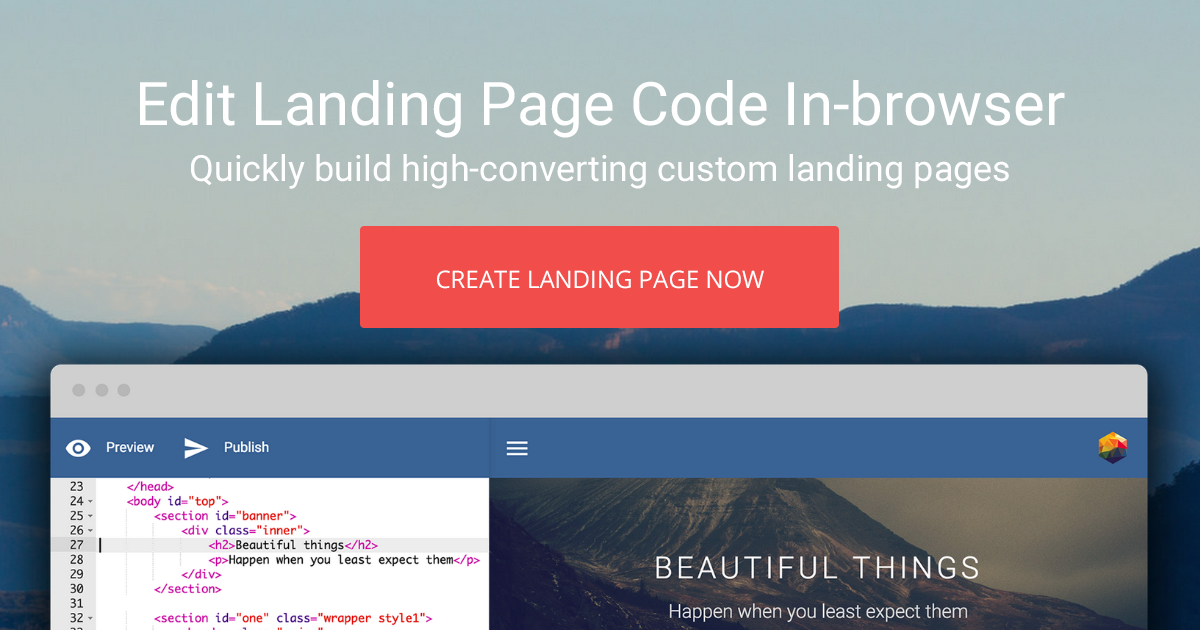 Edit Landing Page Code In-browser
Quickly build high-converting custom landing pages
CREATE LANDING PAGE NOW
Preview
Publish
23 </head>
24 <body id="top">
25 <section id="banner">
26 <div class="inner">
27 <h2>Beautiful things</h2>
28 <p>Happen when you least expect them</p>
29 </div>
30 </section>
31
32 <section id="one" class="wrapper style1">
BEAUTIFUL THINGS
Happen when you least expect them